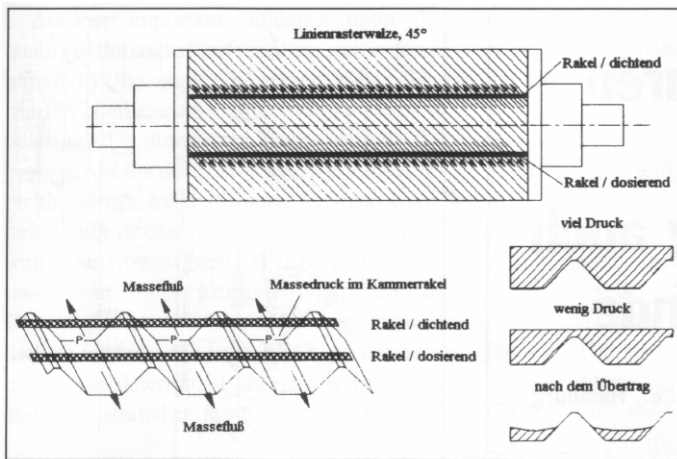 Linienrasterwalze, 45°
Rakel / dichtend
Rakel / dosierend
viel Druck
Massefluß
Massedruck im Kammerrakel
wenig Druck
Rakel / dichtend
P
P
P
Rakel / dosierend
nach dem Übertrag
Massefluß